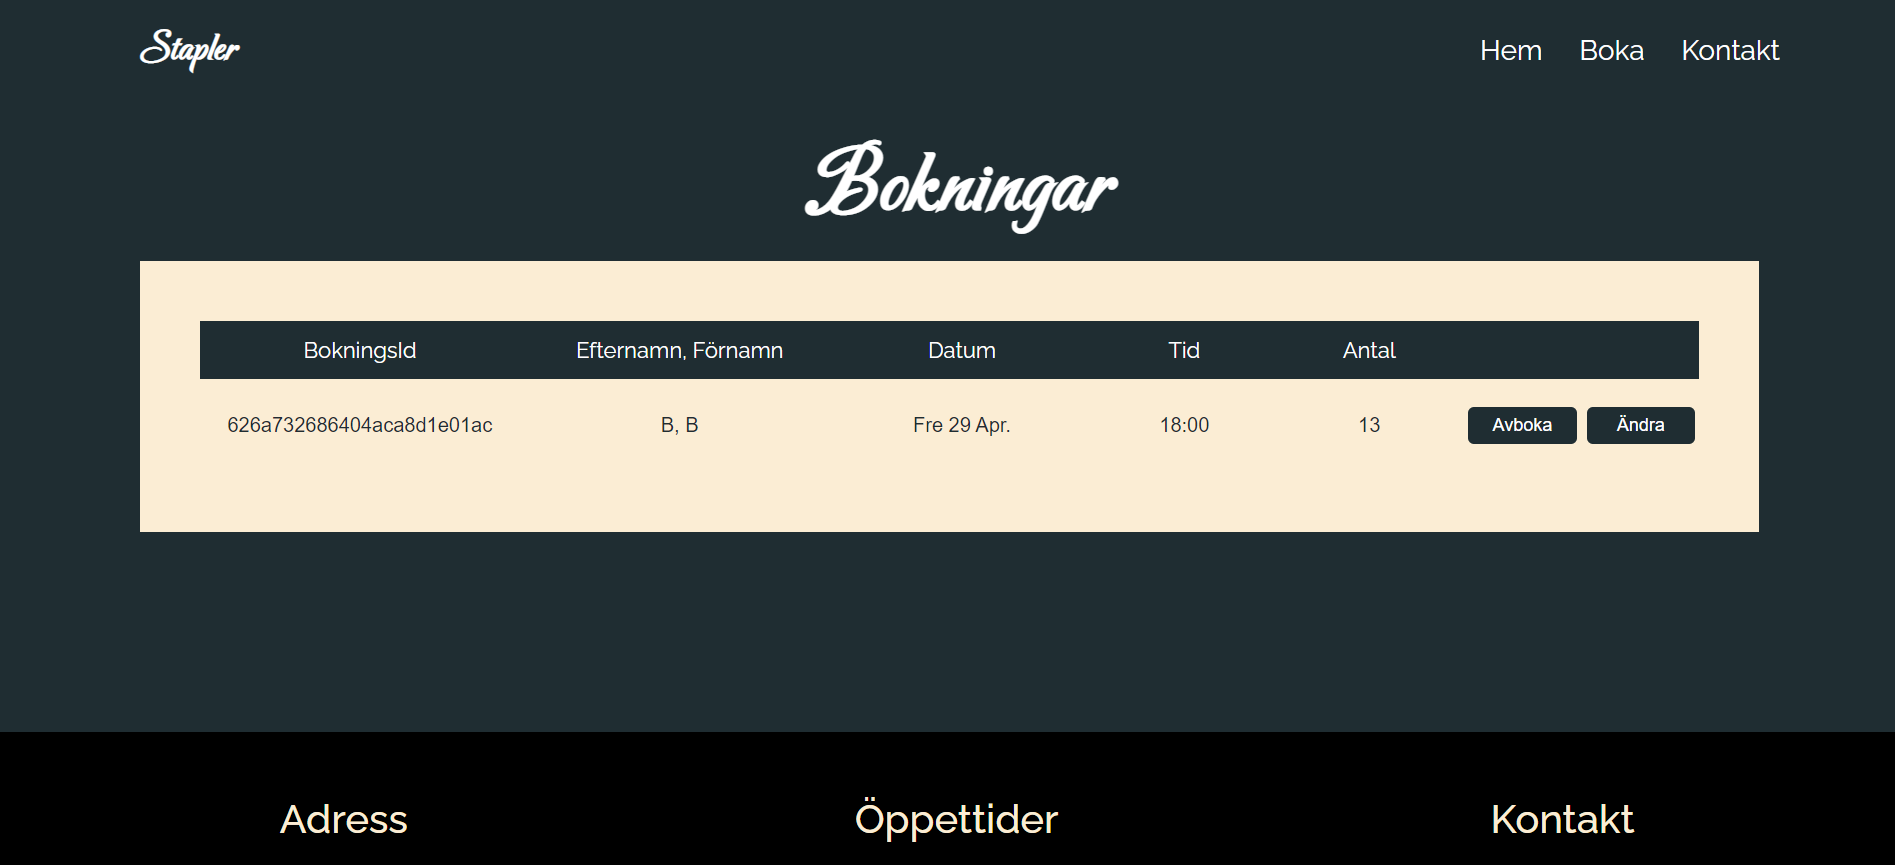 Stapler Hem Boka Kontakt
Bokningar
BokningsId Efternamn, Förnamn Datum Tid Antal
626a732686404aca8d1e01ac B, B Fre 29 Apr. 18:00 13 Avboka Ändra
Adress Öppettider Kontakt